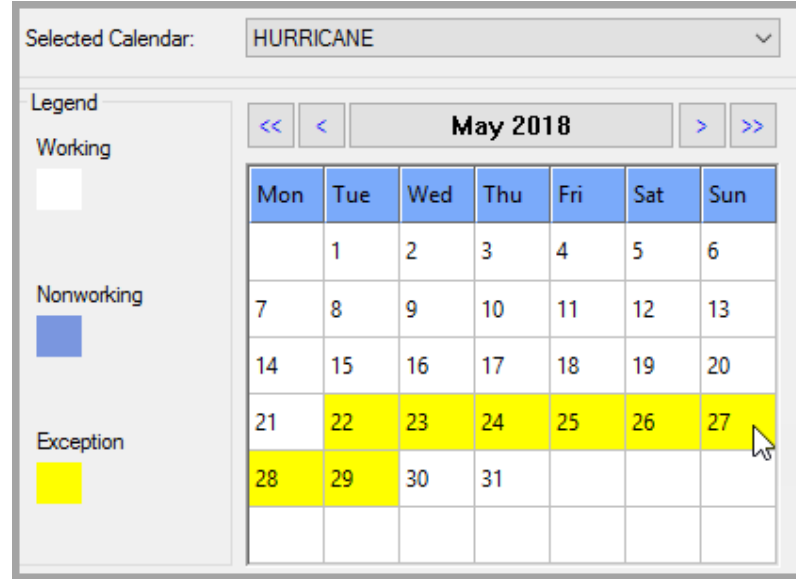 Selected Calendar: HURRICANE
Legend
<< < May 2018 > >>
Working
Mon Tue Wed Thu Fri Sat Sun
1 2 3 4 5 6
Nonworking
7 8 9 10 11 12 13
14 15 16 17 18 19 20
21 22 23 24 25 26 27
Exception
28 29 30 31